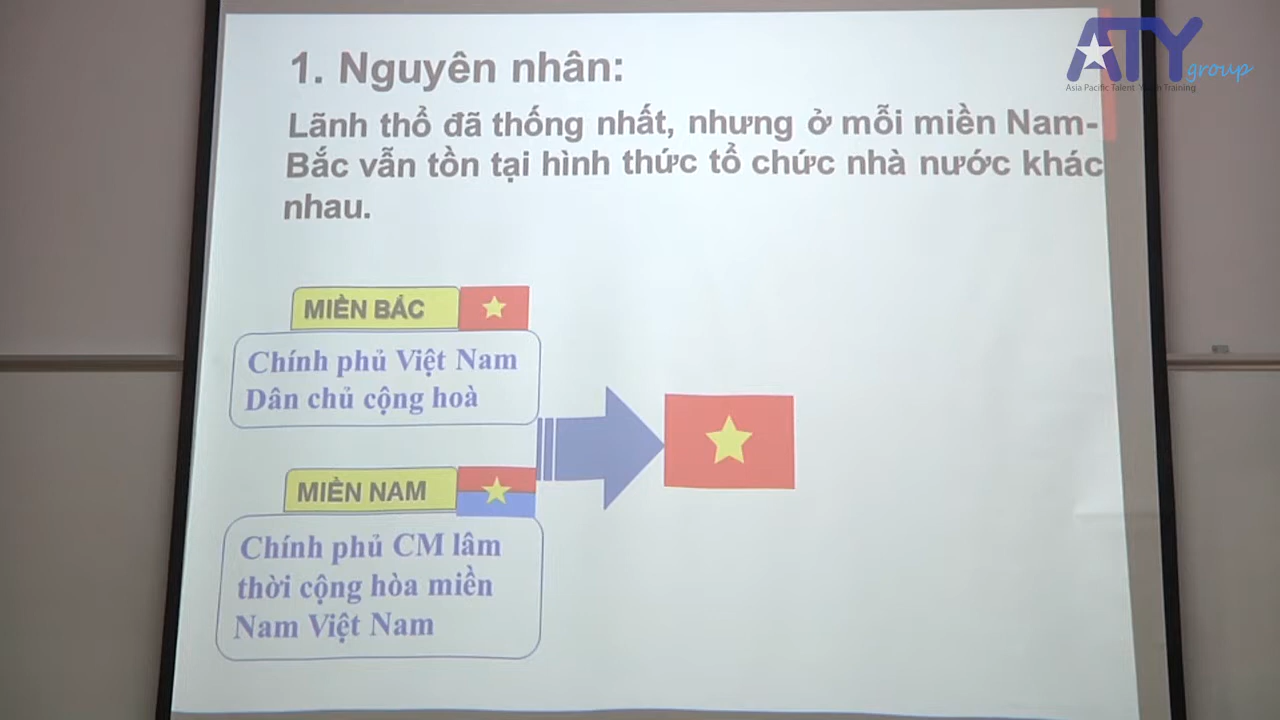 ATY
group
Asia Pacific Talent Youth Training
1. Nguyên nhân:
Lãnh thổ đã thống nhất, nhưng ở mỗi miền Nam-
Bắc vẫn tồn tại hình thức tổ chức nhà nước khác
nhau.
MIỀN BẮC
Chính phủ Việt Nam
Dân chủ cộng hoà
MIỀN NAM
Chính phủ CM lâm
thời cộng hòa miền
Nam Việt Nam